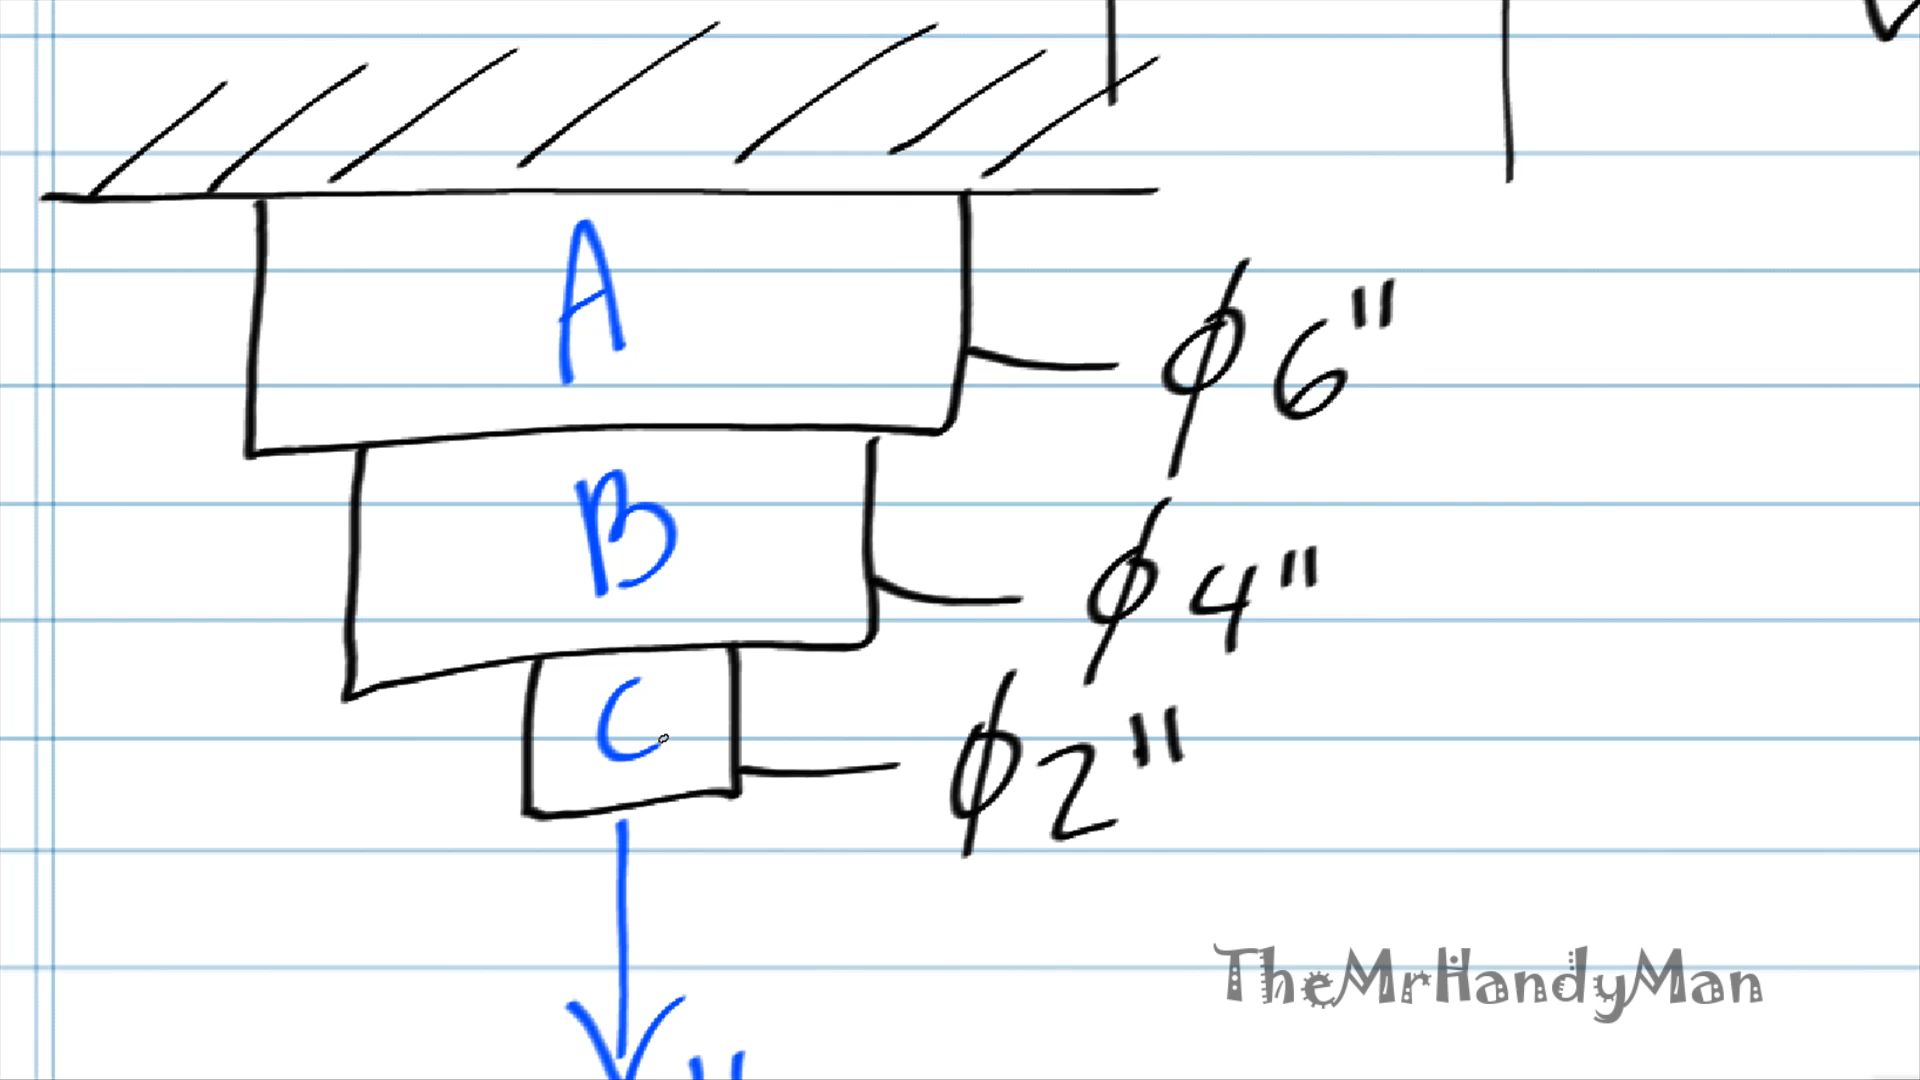 A
ϕ6"
B
ϕ4"
C
ϕ2"
TheMrHandyMan